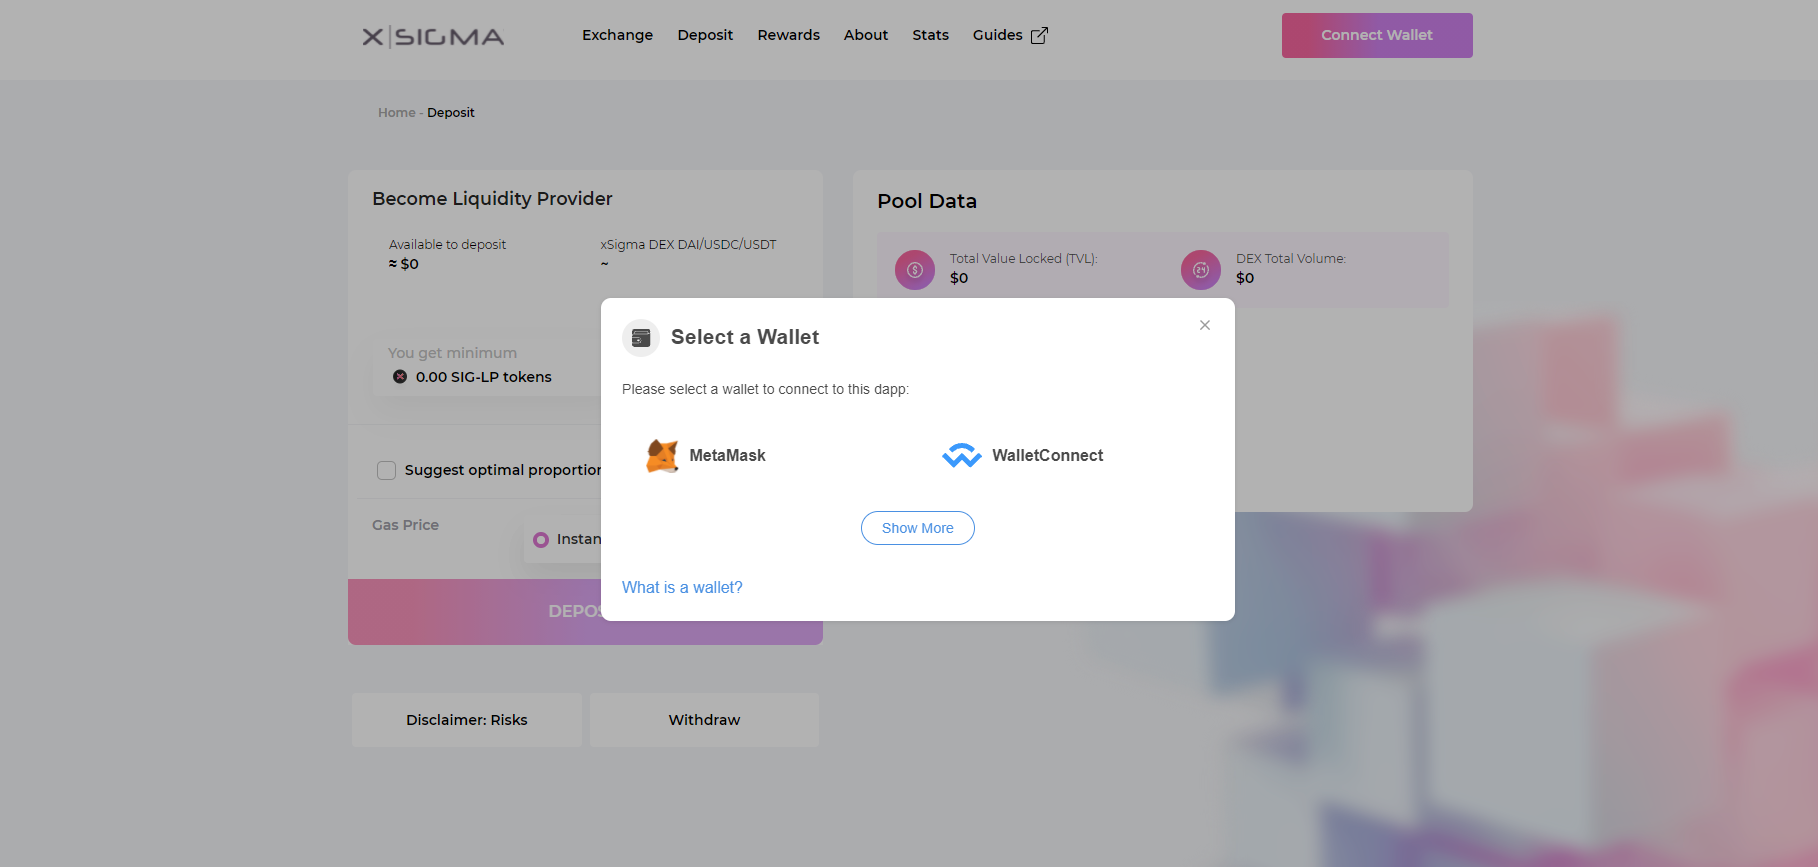 X|SIGMA
Exchange Deposit Rewards About Stats Guides
Connect Wallet
Home - Deposit
Become Liquidity Provider
Available to deposit
≈ $0
xSigma DEX DAI/USDC/USDT
~
You get minimum
0.00 SIG-LP tokens
Suggest optimal proportion
Gas Price
Instan
DEPOS
Disclaimer: Risks
Withdraw
Pool Data
Total Value Locked (TVL):
$0
DEX Total Volume:
$0
Select a Wallet
×
Please select a wallet to connect to this dapp:
MetaMask
WalletConnect
Show More
What is a wallet?